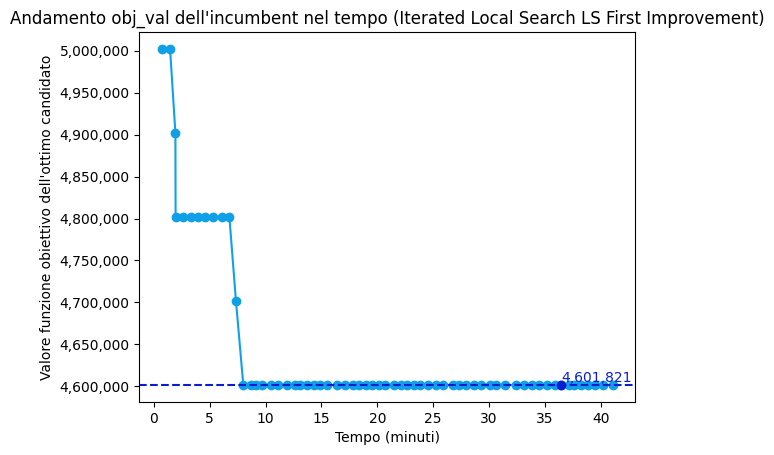 Andamento obj_val dell'incumbent nel tempo (Iterated Local Search LS First Improvement)
Valore funzione obiettivo dell'ottimo candidato
5,000,000
4,950,000
4,900,000
4,850,000
4,800,000
4,750,000
4,700,000
4,650,000
4,600,000
4,601,821
0 5 10 15 20 25 30 35 40
Tempo (minuti)